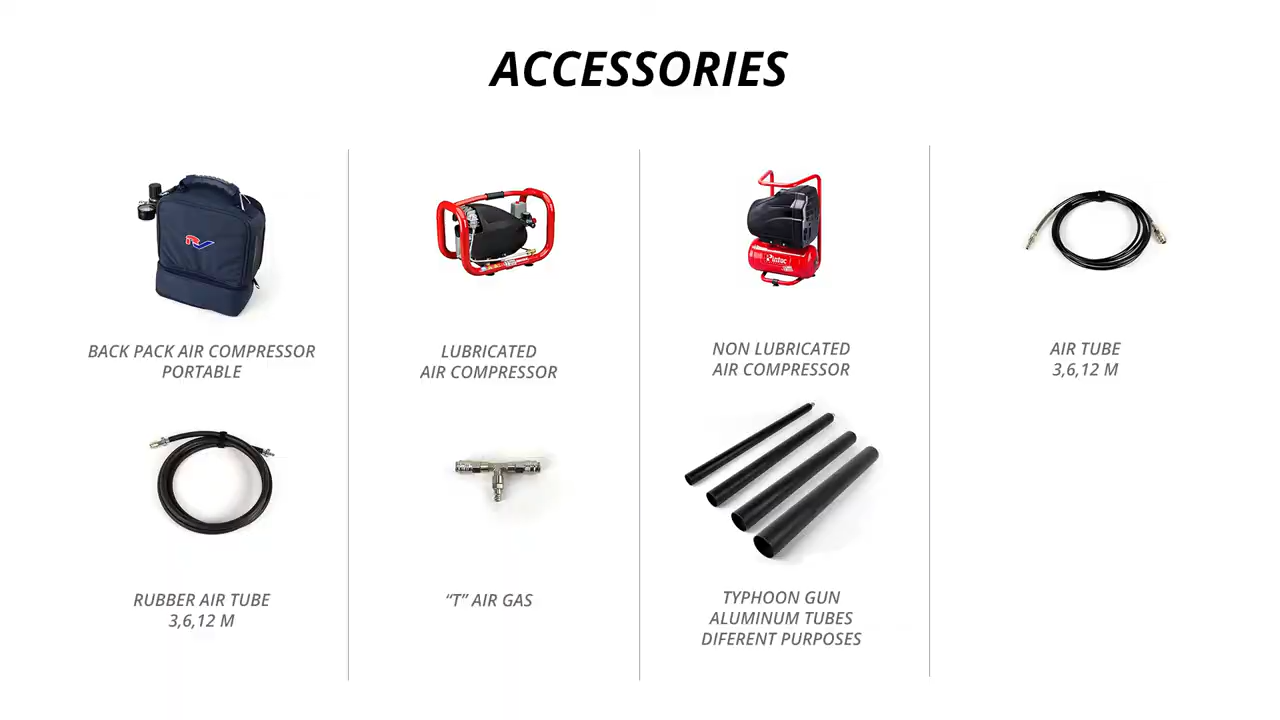 ACCESSORIES
BACK PACK AIR COMPRESSOR
PORTABLE
LUBRICATED
AIR COMPRESSOR
NON LUBRICATED
AIR COMPRESSOR
AIR TUBE
3,6,12 M
RUBBER AIR TUBE
3,6,12 M
“T” AIR GAS
TYPHOON GUN
ALUMINUM TUBES
DIFERENT PURPOSES